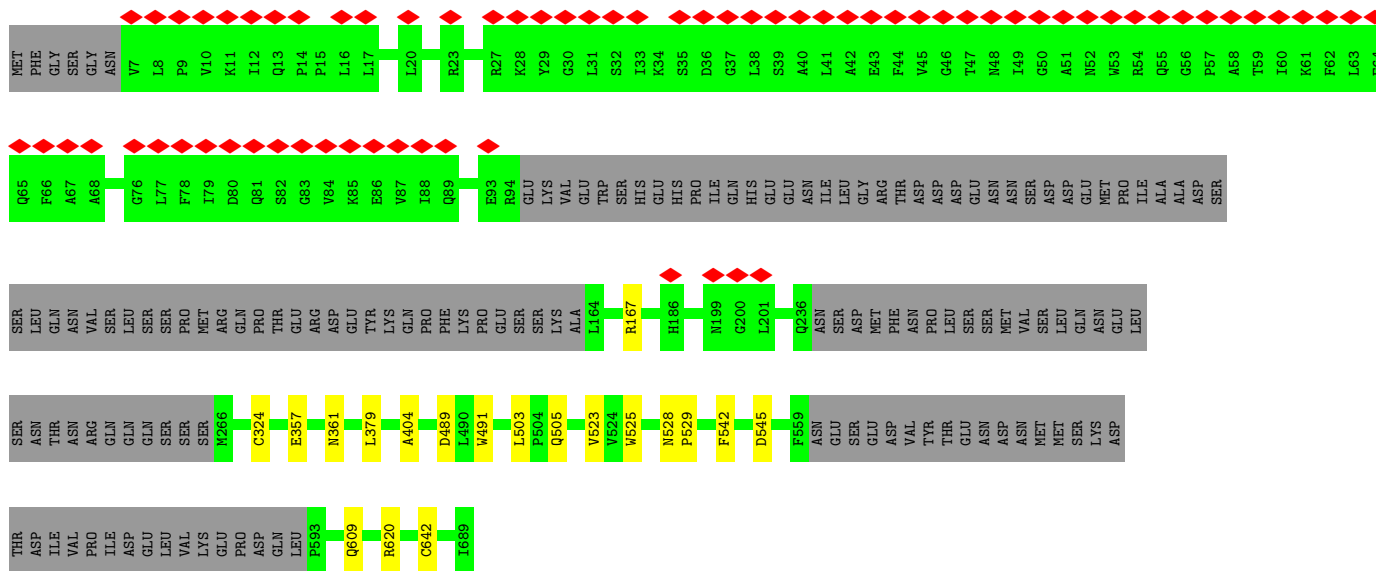 MET PHE GLY SER GLY ASN V7 L8 P9 V10 K11 I12 Q13 P14 P15 L16 L17 L20 R23 R27 K28 Y29 G30 L31 S32 I33 K34 S35 D36 G37 L38 S39 A40 L41 A42 E43 F44 V45 G46 T47 N48 I49 G50 A51 N52 W53 R54 Q55 G56 P57 A58 T59 I60 K61 F62 L63
Q65 F66 A67 A68 G76 L77 F78 I79 D80 Q81 S82 G83 V84 K85 E86 V87 I88 Q89 E93 R94 GLU LYS VAL GLU TRP SER HIS GLU HIS PRO ILE GLN HIS GLU GLU ASN ILE LEU GLY ARG THR ASP ASP ASP GLU ASN ASN SER ASP ASP GLU MET PRO ILE ALA ALA ASP SER
SER LEU GLN ASN VAL SER LEU SER SER PRO MET ARG GLN PRO THR GLU ARG ASP GLU TYR LYS GLN PRO PHE LYS PRO GLU SER SER LYS ALA L164 R167 H186 N199 G200 L201 Q236 ASN SER ASP MET PHE ASN PRO LEU SER SER MET VAL SER LEU GLN ASN GLU LEU
SER ASN THR ASN ARG GLN GLN GLN SER SER SER M266 C324 E357 N361 L379 A404 D489 L490 W491 L503 P504 Q505 V523 V524 W525 N528 P529 F542 D545 F559 ASN GLU SER GLU ASP VAL TYR THR GLU ASN ASP ASN MET MET SER LYS ASP
THR ASP ILE VAL PRO ILE ASP GLU LEU VAL LYS GLU PRO ASP GLN LEU P593 Q609 R620 C642 I689